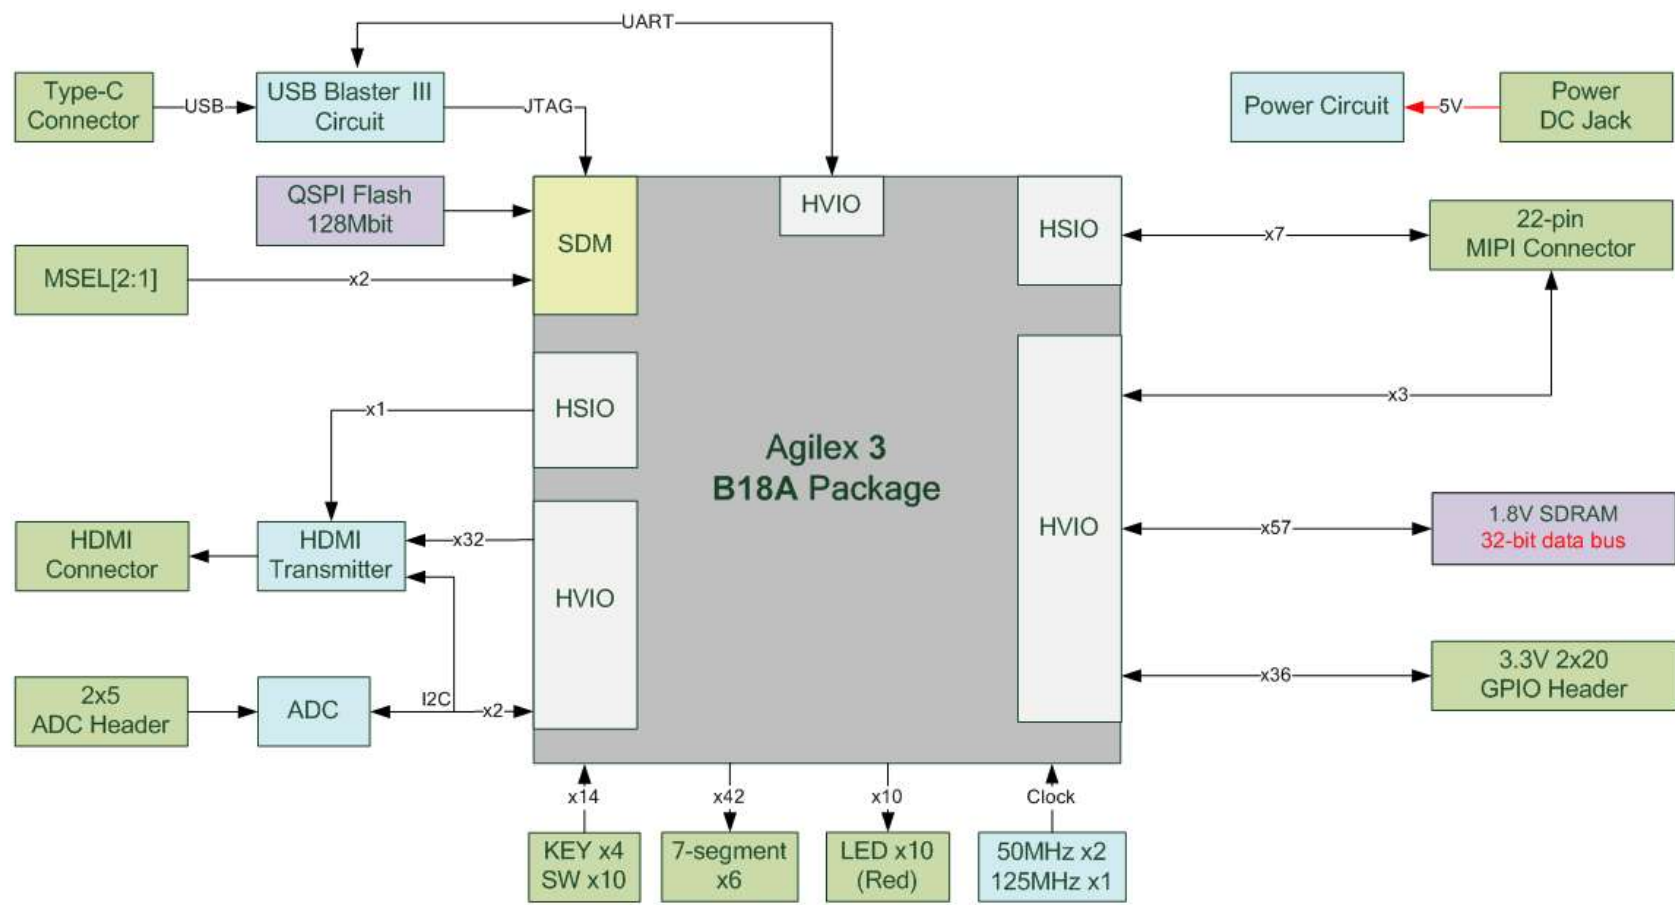 UART
Type-C
Connector
USB
USB Blaster III
Circuit
JTAG
Power Circuit
5V
Power
DC Jack
QSPI Flash
128Mbit
SDM
HVIO
HSIO
x7
22-pin
MIPI Connector
MSEL[2:1]
x2
HSIO
x1
x3
Agilex 3
B18A Package
HDMI
Connector
HDMI
Transmitter
x32
HVIO
HVIO
x57
1.8V SDRAM
32-bit data bus
2x5
ADC Header
ADC
I2C
x2
x36
3.3V 2x20
GPIO Header
x14
x42
x10
Clock
KEY x4
SW x10
7-segment
x6
LED x10
(Red)
50MHz x2
125MHz x1